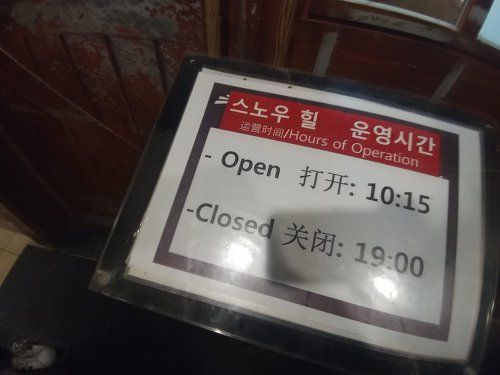 스노우 힐 운영시간
运营时间/Hours of Operation
- Open 打开: 10:15
-Closed 关闭: 19:00